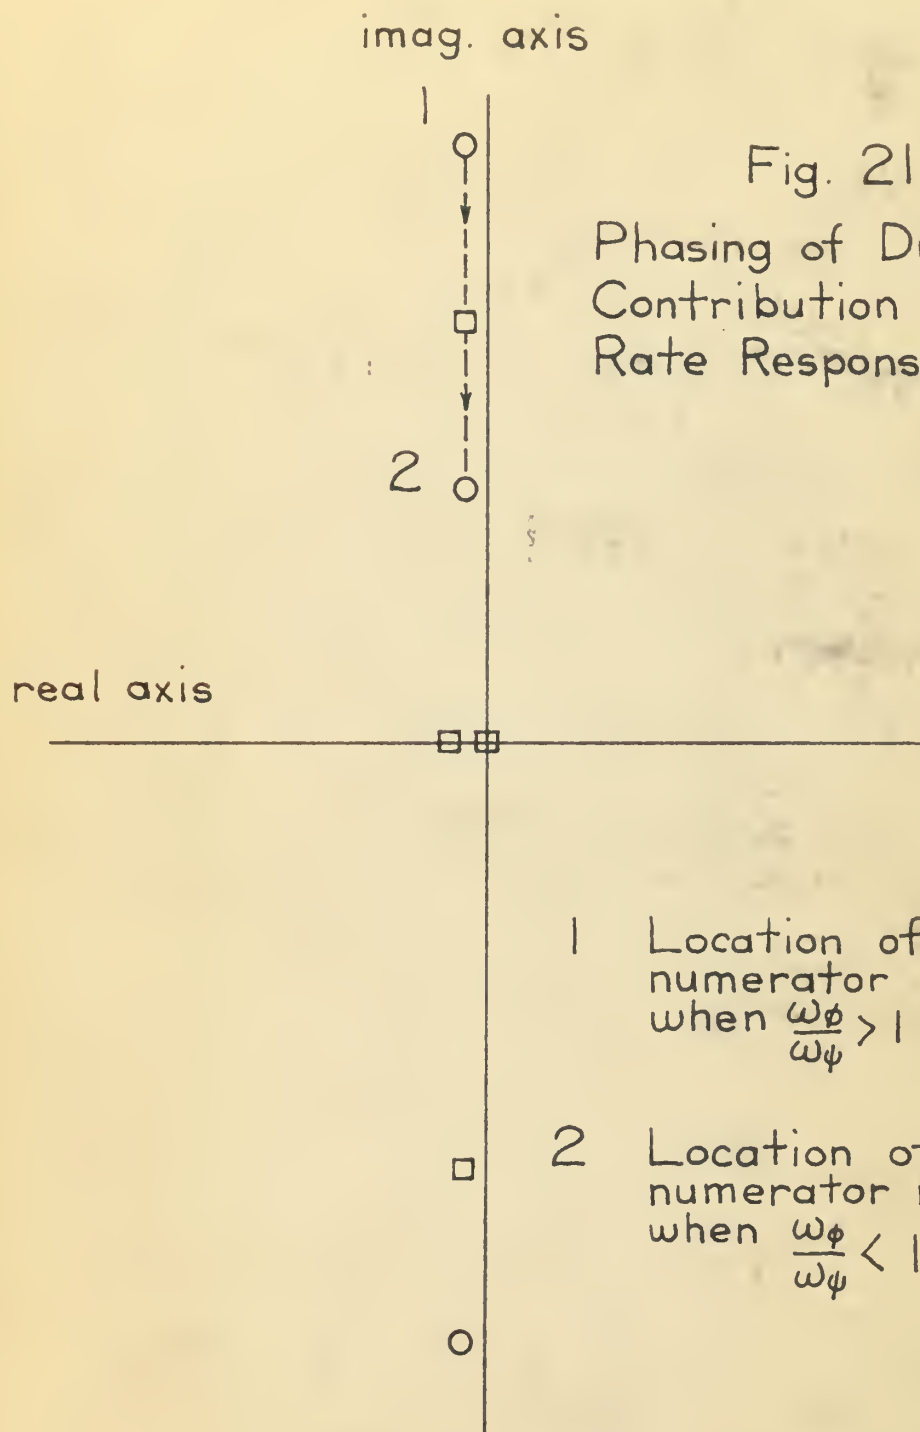 imag. axis
1
Fig. 21
Phasing of
Contribution
Rate
2
real axis
1 Location of
numerator
when ωφ/ωψ > 1
2 Location
numerator
when ωφ/ωψ < 1